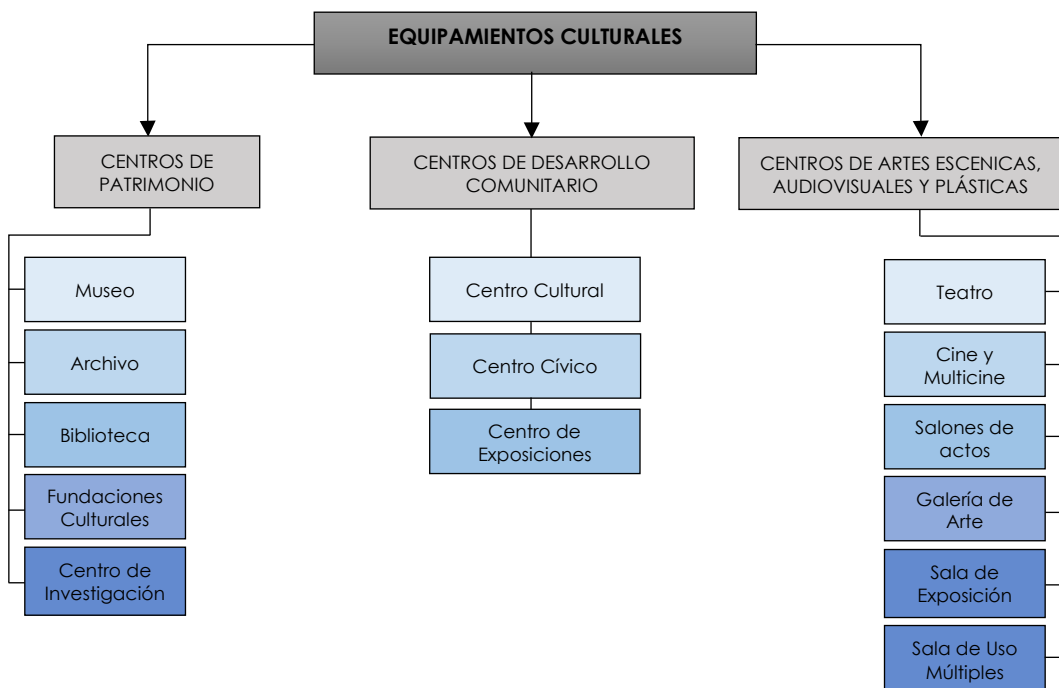 EQUIPAMIENTOS CULTURALES
CENTROS DE
PATRIMONIO
Museo
Archivo
Biblioteca
Fundaciones
Culturales
Centro de
Investigación
CENTROS DE DESARROLLO
COMUNITARIO
Centro Cultural
Centro Cívico
Centro de
Exposiciones
CENTROS DE ARTES ESCENICAS,
AUDIOVISUALES Y PLÁSTICAS
Teatro
Cine y
Multicine
Salones de
actos
Galería de
Arte
Sala de
Exposición
Sala de Uso
Múltiples